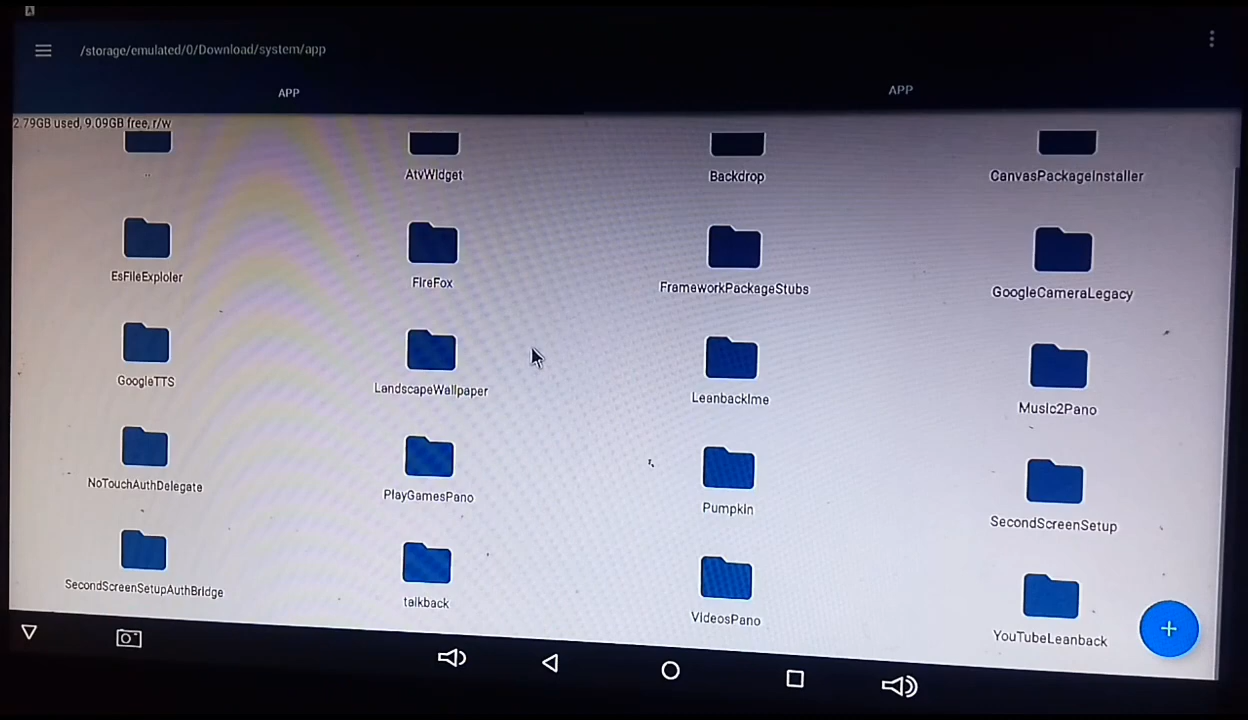 A
/storage/emulated/0/Download/system/app
APP
APP
2.79GB used, 9.09GB free, r/w
..
AtvWidget
Backdrop
CanvasPackageInstaller
EsFileExploler
FireFox
FrameworkPackageStubs
GoogleCameraLegacy
GoogleTTS
LandscapeWallpaper
LeanbackIme
Music2Pano
NoTouchAuthDelegate
PlayGamesPano
Pumpkin
SecondScreenSetup
SecondScreenSetupAuthBridge
talkback
VideosPano
YouTubeLeanback